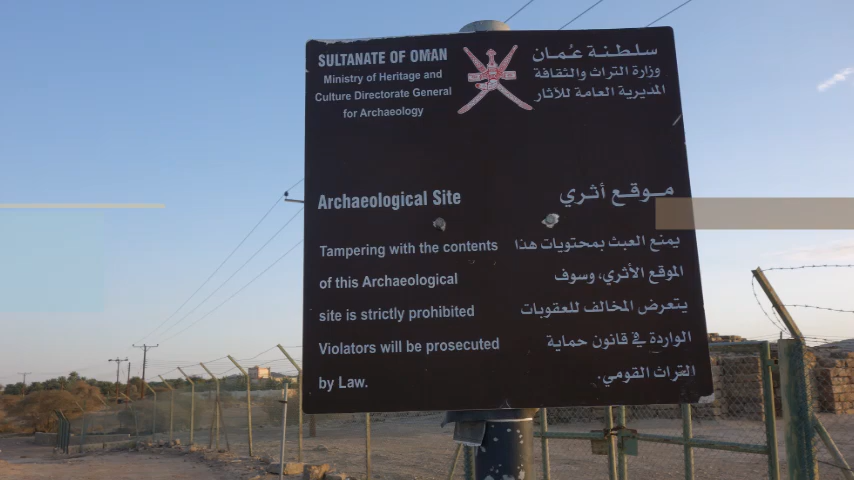 SULTANATE OF OMAN
Ministry of Heritage and
Culture Directorate General
for Archaeology
سلطنة عُمان
وزارة التراث والثقافة
المديرية العامة للآثار
Archaeological Site
Tampering with the contents
of this Archaeological
site is strictly prohibited
Violators will be prosecuted
by Law.
موقع أثري
يمنع العبث بمحتويات هذا
الموقع الأثري، وسوف
يتعرض المخالف للعقوبات
الواردة في قانون حماية
التراث القومي.